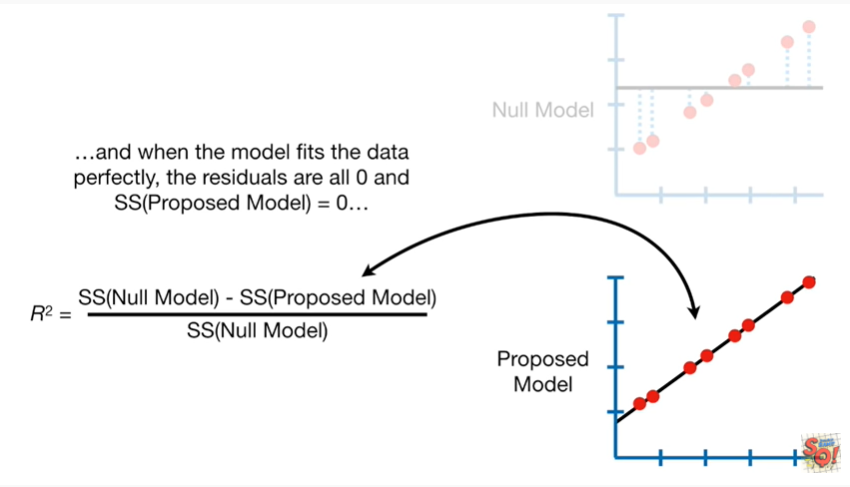 Null Model
…and when the model fits the data
perfectly, the residuals are all 0 and
SS(Proposed Model) = 0…
R² =
SS(Null Model) - SS(Proposed Model)
SS(Null Model)
Proposed
Model
SQ!